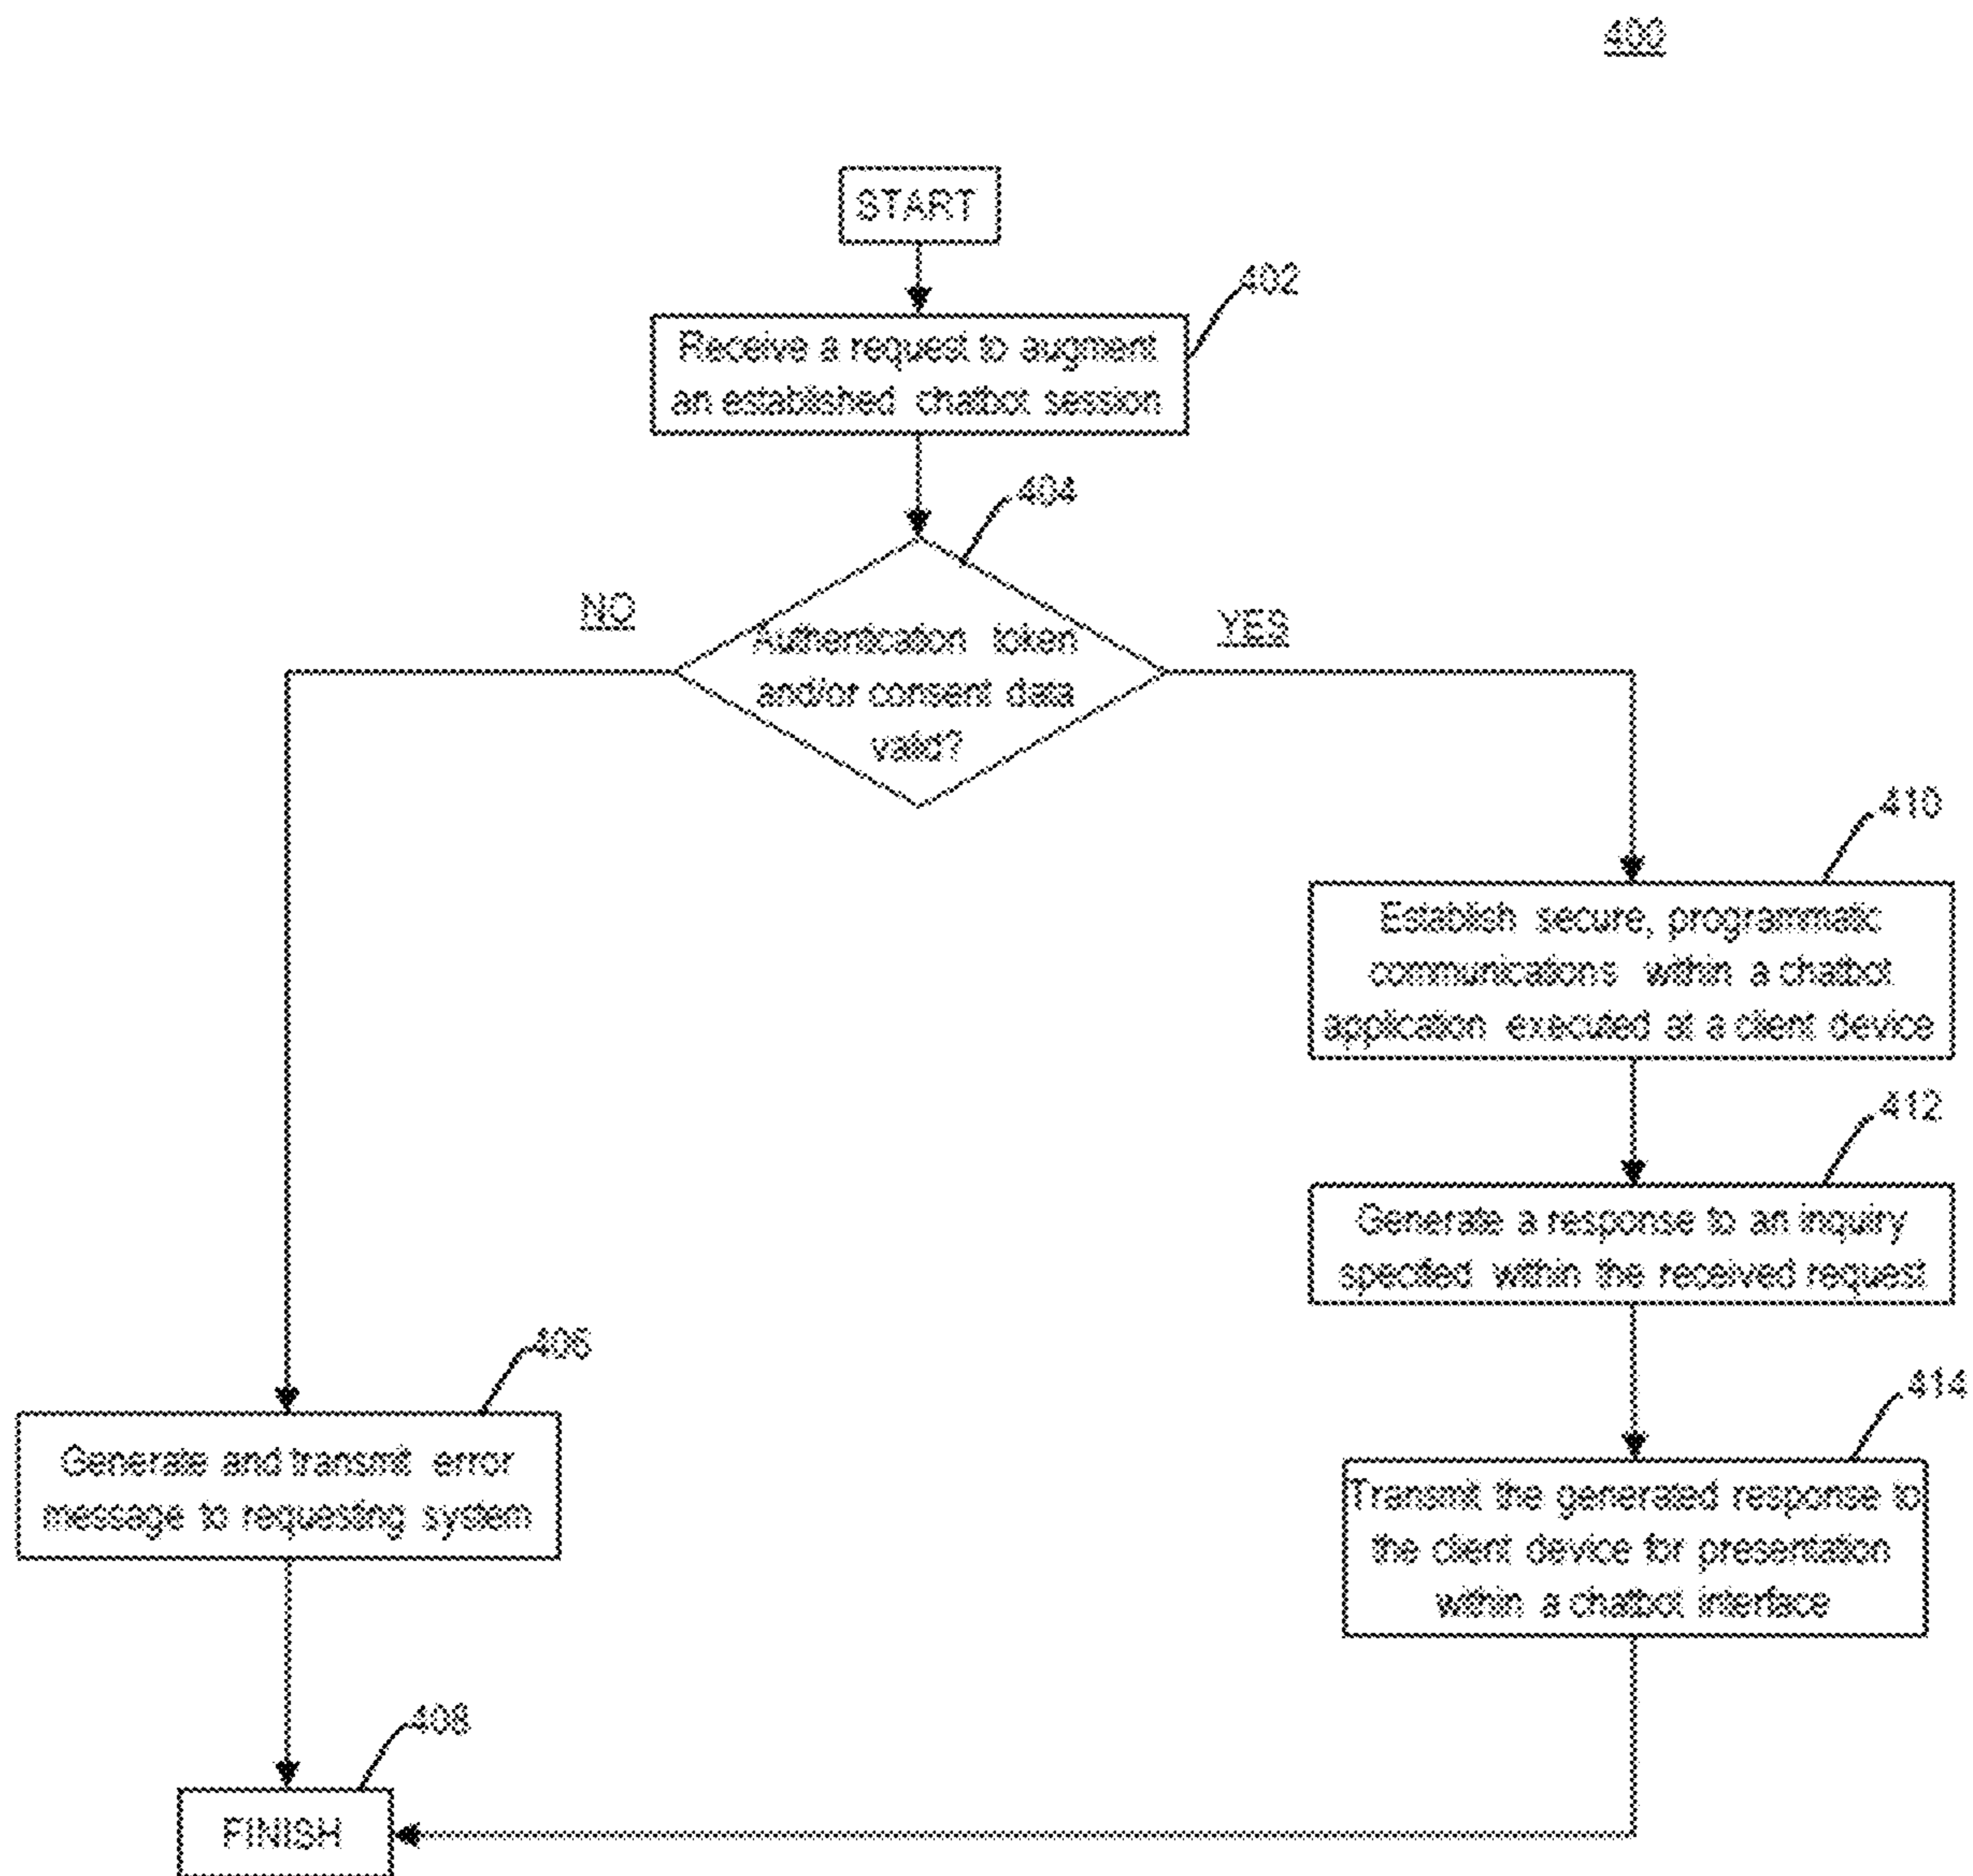 400
START
402
Receive a request to augment
an established chatbot session
404
NO
YES
Authentication token
and/or consent data
valid?
410
Establish secure, programmatic
communications within a chatbot
application executed at a client device
412
Generate a response to an inquiry
specified within the received request
406
Generate and transmit error
message to requesting system
414
Transmit the generated response to
the client device for presentation
within a chatbot interface
408
FINISH